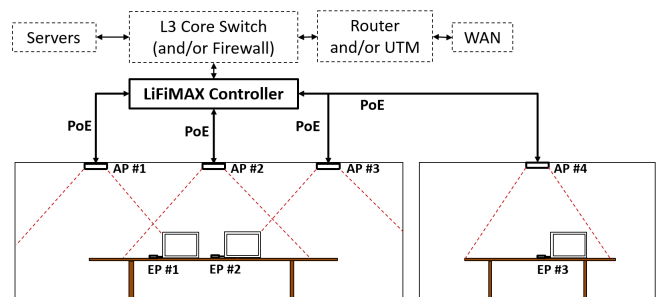 Servers
L3 Core Switch
(and/or Firewall)
Router
and/or UTM
WAN
LiFiMAX Controller
PoE
PoE
PoE
PoE
AP #1
AP #2
AP #3
AP #4
EP #1
EP #2
EP #3